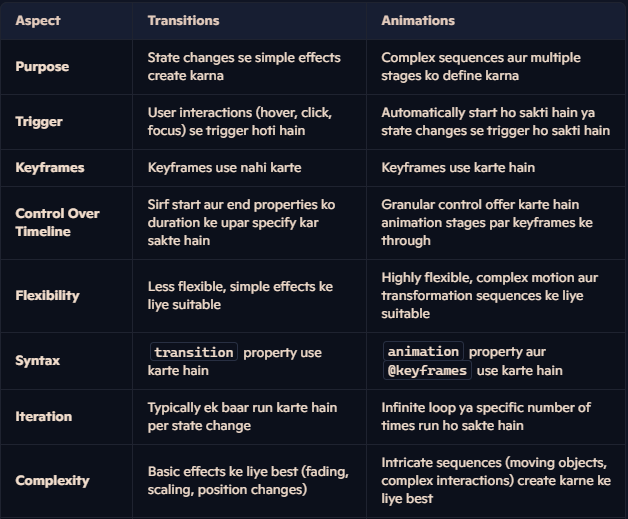 Aspect Transitions Animations
Purpose
State changes se simple effects
create karna
Complex sequences aur multiple
stages ko define karna
Trigger
User interactions (hover, click,
focus) se trigger hoti hain
Automatically start ho sakti hain ya
state changes se trigger ho sakti hain
Keyframes
Keyframes use nahi karte
Keyframes use karte hain
Control Over
Timeline
Sirf start aur end properties ko
duration ke upar specify kar
sakte hain
Granular control offer karte hain
animation stages par keyframes ke
through
Flexibility
Less flexible, simple effects ke
liye suitable
Highly flexible, complex motion aur
transformation sequences ke liye
suitable
Syntax
transition property use
karte hain
animation property aur
@keyframes use karte hain
Iteration
Typically ek baar run karte hain
per state change
Infinite loop ya specific number of
times run ho sakte hain
Complexity
Basic effects ke liye best (fading,
scaling, position changes)
Intricate sequences (moving objects,
complex interactions) create karne ke
liye best